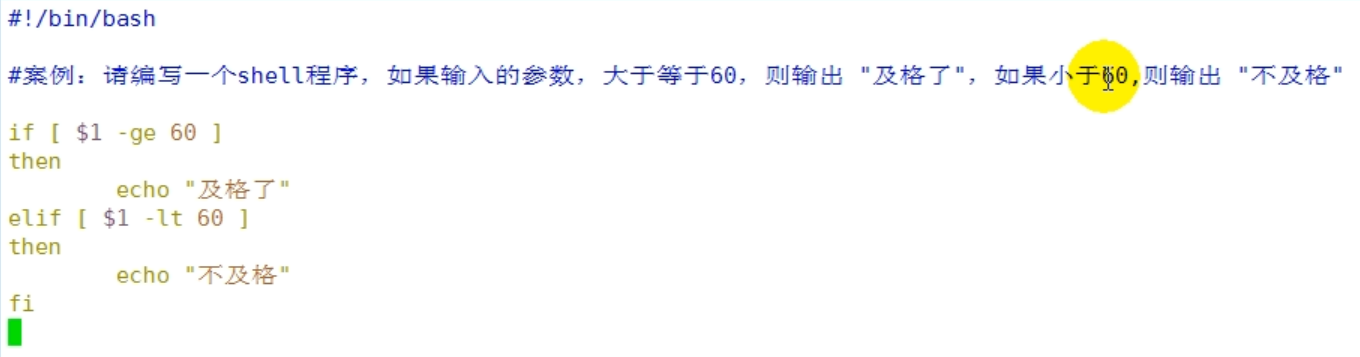 #!/bin/bash
#案例：请编写一个shell程序，如果输入的参数，大于等于60，则输出 "及格了"，如果小于60,则输出 "不及格"
if [ $1 -ge 60 ]
then
echo "及格了"
elif [ $1 -lt 60 ]
then
echo "不及格"
fi